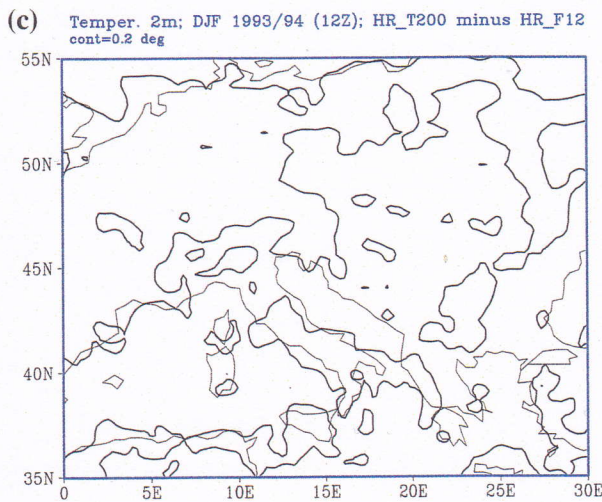 (c) Temper. 2m; DJF 1993/94 (12Z); HR_T200 minus HR_F12
cont=0.2 deg
55N
50N
45N
40N
35N
0 5E 10E 15E 20E 25E 30E